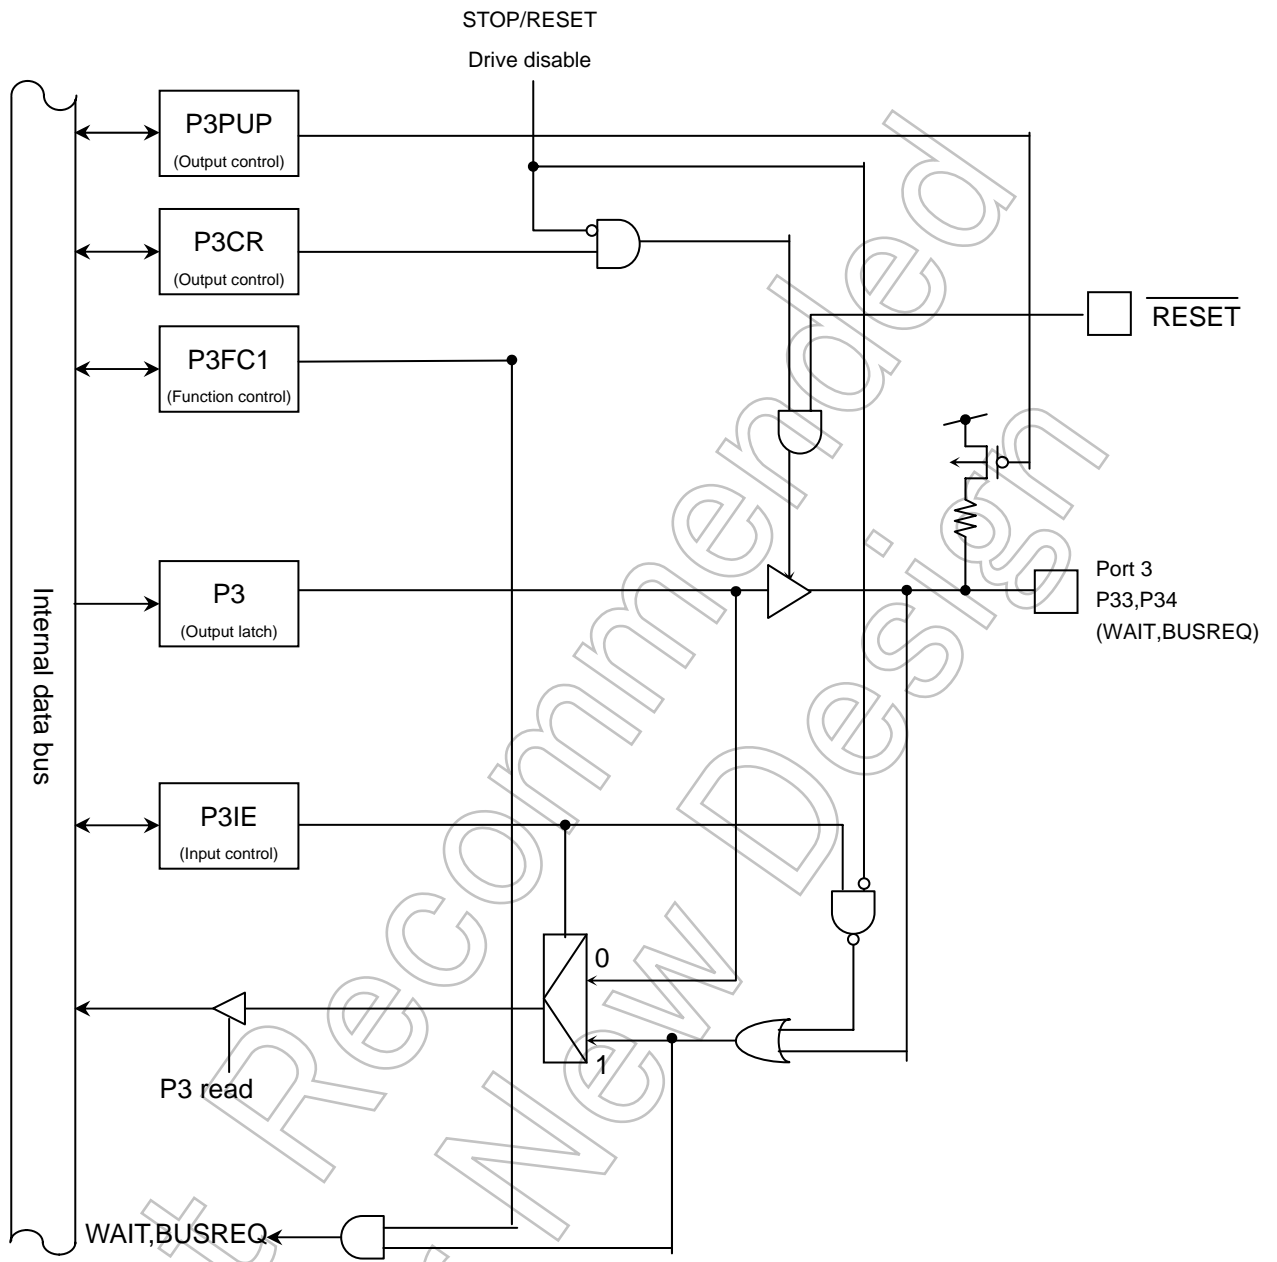 STOP/RESET
Drive disable
P3PUP
(Output control)
P3CR
(Output control)
P3FC1
(Function control)
RESET
P3
(Output latch)
Port 3
P33,P34
(WAIT,BUSREQ)
Internal data bus
P3IE
(Input control)
0
1
P3 read
WAIT,BUSREQ
Recommended
New Design